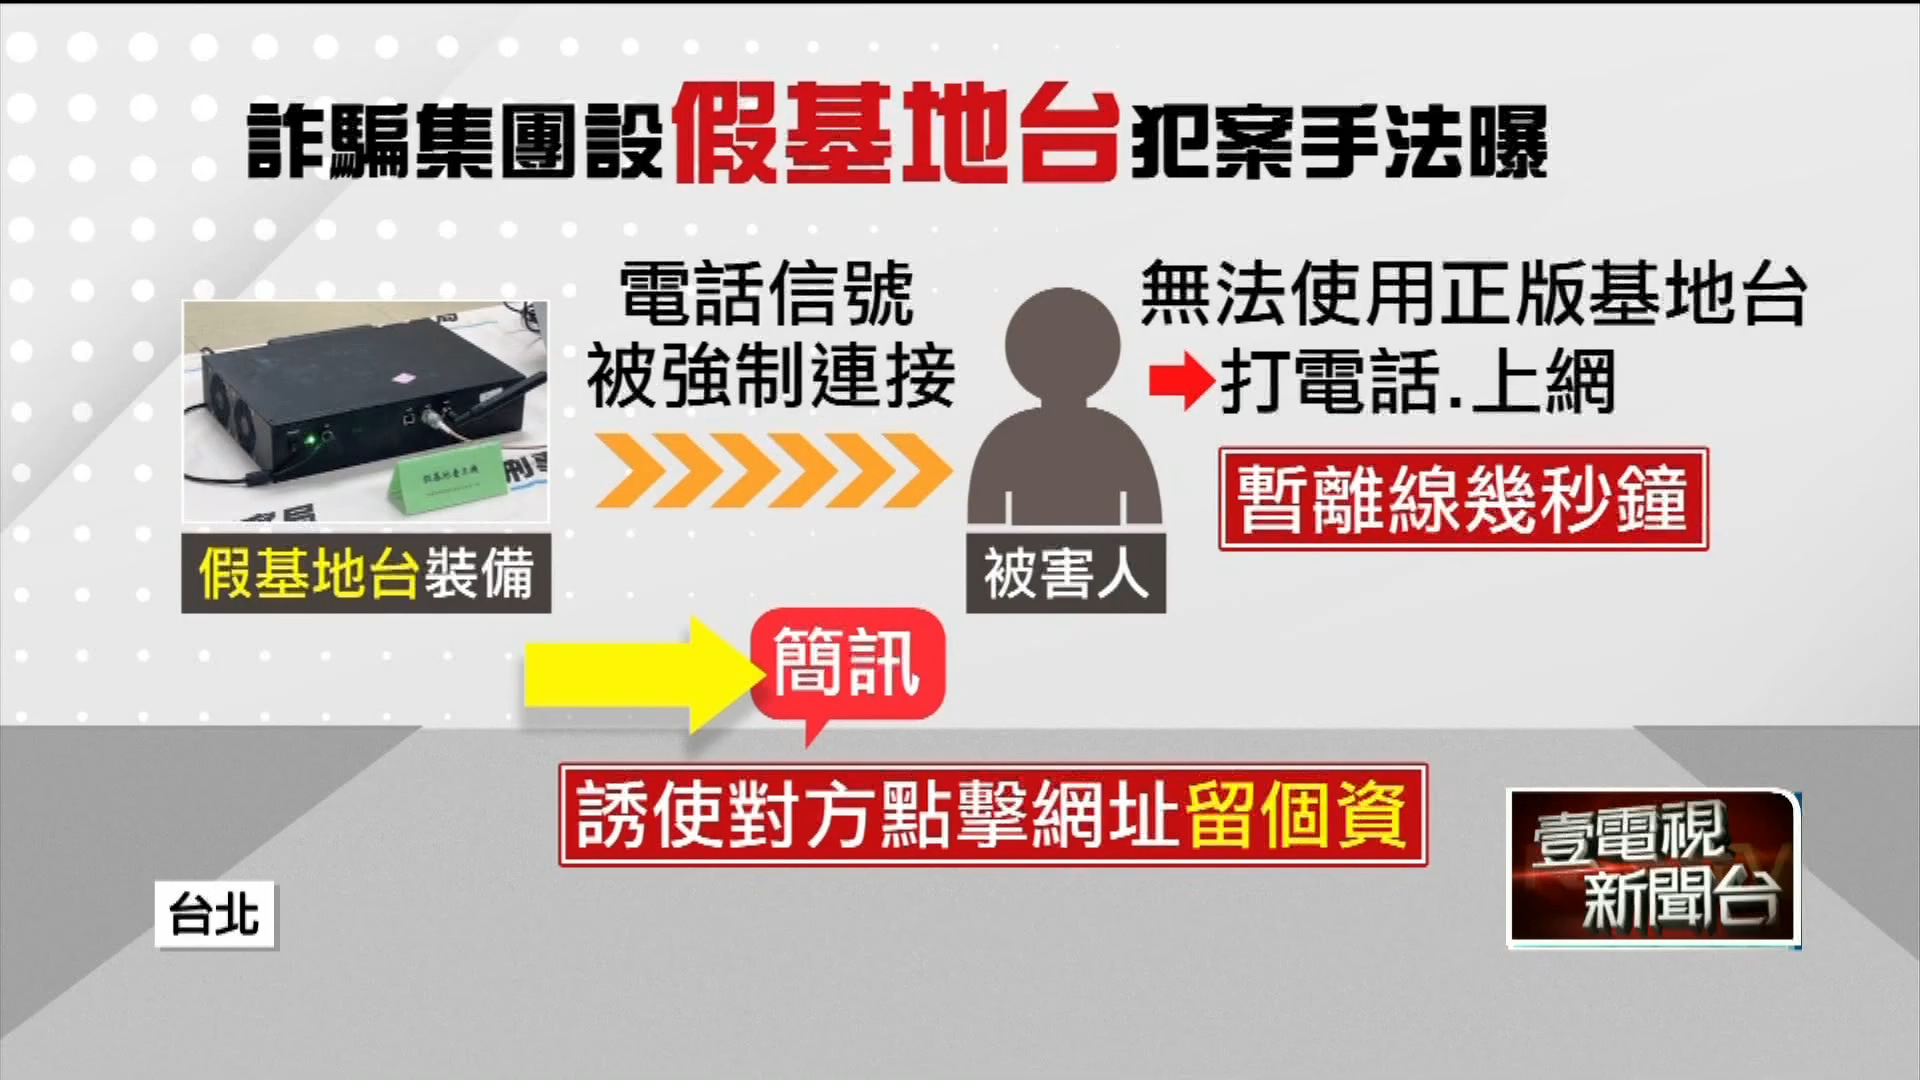 詐騙集團設假基地台犯案手法曝
電話信號
被強制連接
無法使用正版基地台
打電話.上網
暫離線幾秒鐘
假基地台裝備
被害人
簡訊
誘使對方點擊網址留個資
台北
壹電視
新聞台